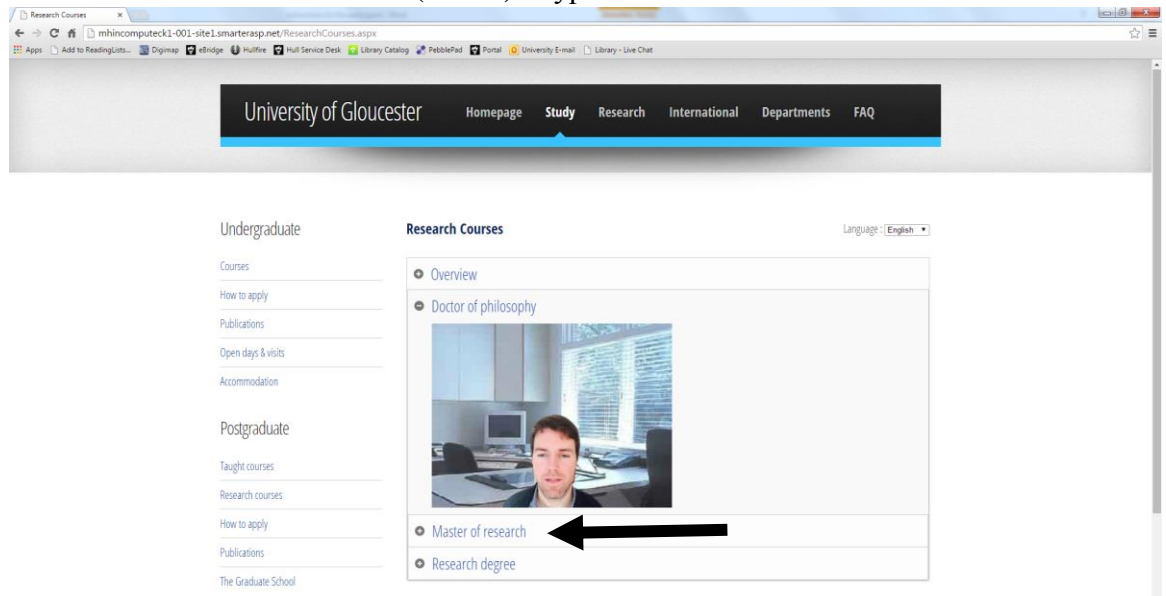 Research Courses
mhincomputeck1-001-site1.smarterasp.net/ResearchCourses.aspx
Apps Add to ReadingLists... Digimap eBridge Hullfire Hull Service Desk Library Catalog PebblePad Portal University E-mail Library - Live Chat
University of Gloucester Homepage Study Research International Departments FAQ
Undergraduate
Courses
How to apply
Publications
Open days & visits
Accommodation
Postgraduate
Taught courses
Research courses
How to apply
Publications
The Graduate School
Research Courses
Language : English
Overview
Doctor of philosophy
Master of research
Research degree